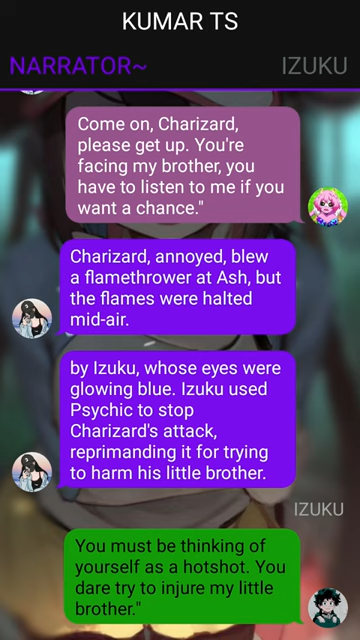 KUMAR TS
NARRATOR~ IZUKU
Come on, Charizard,
please get up. You're
facing my brother, you
have to listen to me if you
want a chance."
Charizard, annoyed, blew
a flamethrower at Ash, but
the flames were halted
mid-air.
by Izuku, whose eyes were
glowing blue. Izuku used
Psychic to stop
Charizard's attack,
reprimanding it for trying
to harm his little brother.
IZUKU
You must be thinking of
yourself as a hotshot. You
dare try to injure my little
brother."